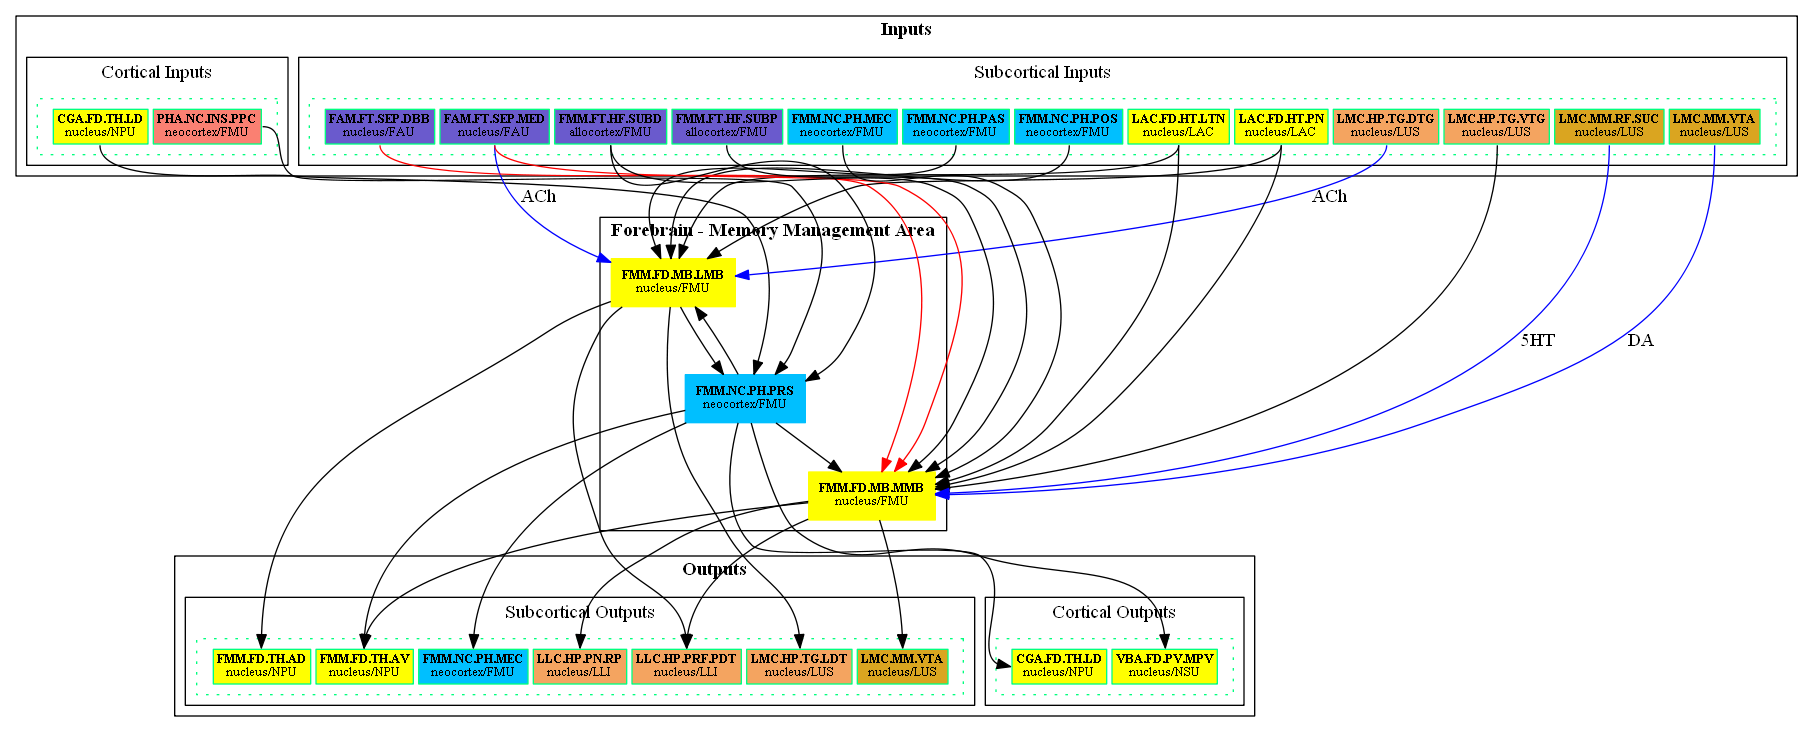 Inputs
Cortical Inputs
Subcortical Inputs
CGA.FD.TH.LD
nucleus/NPU
PHA.NC.INS.PPC
neocortex/FMU
FAM.FT.SEP.DBB
nucleus/FAU
FAM.FT.SEP.MED
nucleus/FAU
FMM.FT.HF.SUBD
allocortex/FMU
FMM.FT.HF.SUBP
allocortex/FMU
FMM.NC.PH.MEC
neocortex/FMU
FMM.NC.PH.PAS
neocortex/FMU
FMM.NC.PH.POS
neocortex/FMU
LAC.FD.HT.LTN
nucleus/LAC
LAC.FD.HT.PN
nucleus/LAC
LMC.HP.TG.DTG
nucleus/LUS
LMC.HP.TG.VTG
nucleus/LUS
LMC.MM.RF.SUC
nucleus/LUS
LMC.MM.VTA
nucleus/LUS
ACh
ACh
Forebrain - Memory Management Area
FMM.FD.MB.LMB
nucleus/FMU
5HT
DA
FMM.NC.PH.PRS
neocortex/FMU
FMM.FD.MB.MMB
nucleus/FMU
Outputs
Subcortical Outputs
Cortical Outputs
FMM.FD.TH.AD
nucleus/NPU
FMM.FD.TH.AV
nucleus/NPU
FMM.NC.PH.MEC
neocortex/FMU
LLC.HP.PN.RP
nucleus/LLI
LLC.HP.PRF.PDT
nucleus/LLI
LMC.HP.TG.LDT
nucleus/LUS
LMC.MM.VTA
nucleus/LUS
CGA.FD.TH.LD
nucleus/NPU
VBA.FD.PV.MPV
nucleus/NSU